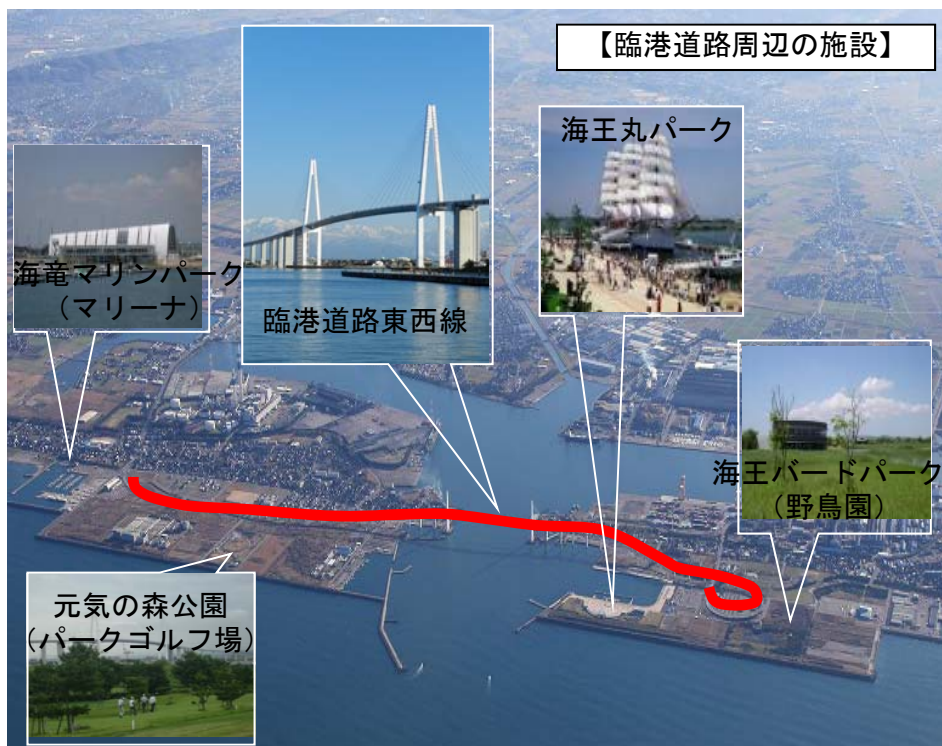 【臨港道路周辺の施設】
海王丸パーク
海竜マリンパーク
(マリーナ)
臨港道路東西線
海王バードパーク
(野鳥園)
元気の森公園
(パークゴルフ場)